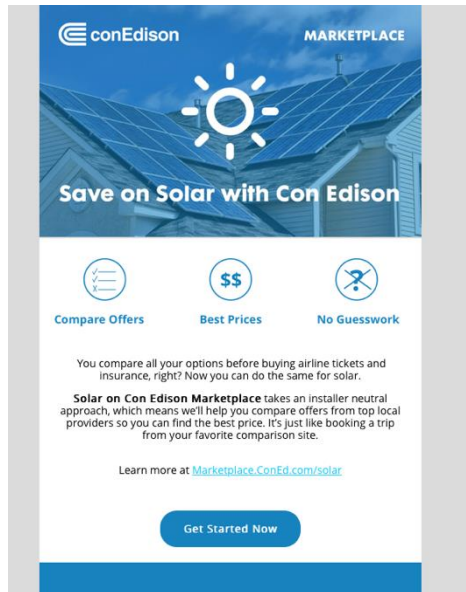 conEdison
MARKETPLACE
Save on Solar with Con Edison
$$
?
Compare Offers
Best Prices
No Guesswork
You compare all your options before buying airline tickets and
insurance, right? Now you can do the same for solar.
Solar on Con Edison Marketplace takes an installer neutral
approach, which means we'll help you compare offers from top local
providers so you can find the best price. It's just like booking a trip
from your favorite comparison site.
Learn more at Marketplace.ConEd.com/solar
Get Started Now